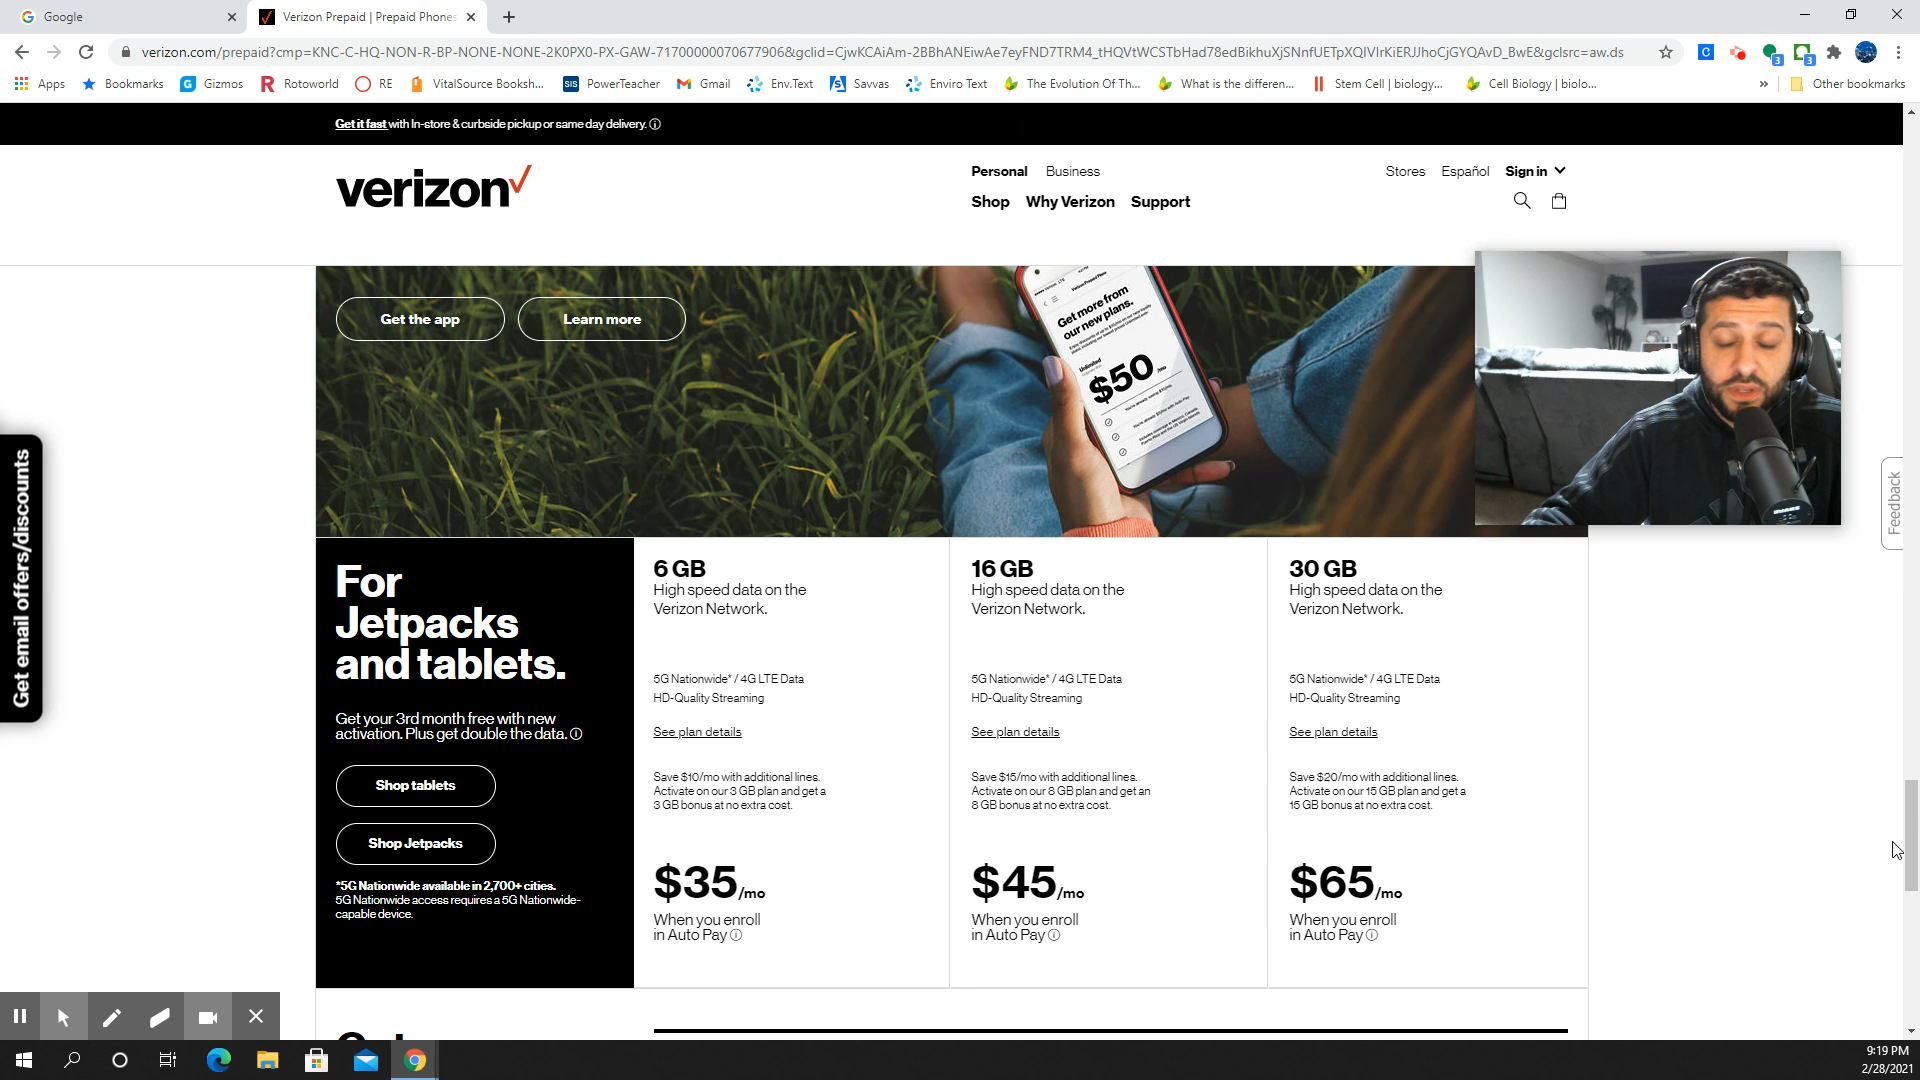 Google
Verizon Prepaid | Prepaid Phones
verizon.com/prepaid?cmp=KNC-C-HQ-NON-R-BP-NONE-NONE-2K0PX0-PX-GAW-71700000070677906&gclid=CjwKCAiAm-2BBhANEiwAe7eyFND7TRM4_tHQVtWCSTbHad78edBikhuXjSNnfUETpXQIVIrKiERJJhoCjGYQAvD_BwE&gclsrc=aw.ds
3
3
Apps
Bookmarks
Gizmos
Rotoworld
RE
VitalSource Booksh...
SIS PowerTeacher
Gmail
Env.Text
Savvas
Enviro Text
The Evolution Of Th...
What is the differen...
Stem Cell | biology...
Cell Biology | biolo...
»
Other bookmarks
Get it fast with In-store & curbside pickup or same day delivery.
verizon
Personal Business
Stores Español Sign in
Shop Why Verizon Support
Get the app
Learn more
Get more from
our new plans.
Unlimited
$50 /mo
Get email offers/discounts
Feedback
For
Jetpacks
and tablets.
Get your 3rd month free with new
activation. Plus get double the data.
Shop tablets
Shop Jetpacks
*5G Nationwide available in 2,700+ cities.
5G Nationwide access requires a 5G Nationwide-
capable device.
6 GB
High speed data on the
Verizon Network.
5G Nationwide* / 4G LTE Data
HD-Quality Streaming
See plan details
Save $10/mo with additional lines.
Activate on our 3 GB plan and get a
3 GB bonus at no extra cost.
$35/mo
When you enroll
in Auto Pay
16 GB
High speed data on the
Verizon Network.
5G Nationwide* / 4G LTE Data
HD-Quality Streaming
See plan details
Save $15/mo with additional lines.
Activate on our 8 GB plan and get an
8 GB bonus at no extra cost.
$45/mo
When you enroll
in Auto Pay
30 GB
High speed data on the
Verizon Network.
5G Nationwide* / 4G LTE Data
HD-Quality Streaming
See plan details
Save $20/mo with additional lines.
Activate on our 15 GB plan and get a
15 GB bonus at no extra cost.
$65/mo
When you enroll
in Auto Pay
9:19 PM
2/28/2021